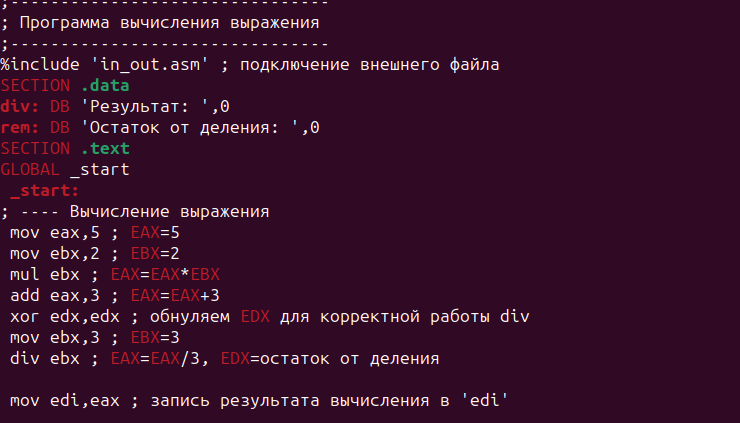 ;--------------------------------
; Программа вычисления выражения
;--------------------------------
%include 'in_out.asm' ; подключение внешнего файла
SECTION .data
div: DB 'Результат: ',0
rem: DB 'Остаток от деления: ',0
SECTION .text
GLOBAL _start
_start:
; ---- Вычисление выражения
mov eax,5 ; EAX=5
mov ebx,2 ; EBX=2
mul ebx ; EAX=EAX*EBX
add eax,3 ; EAX=EAX+3
xor edx,edx ; обнуляем EDX для корректной работы div
mov ebx,3 ; EBX=3
div ebx ; EAX=EAX/3, EDX=остаток от деления
mov edi,eax ; запись результата вычисления в 'edi'